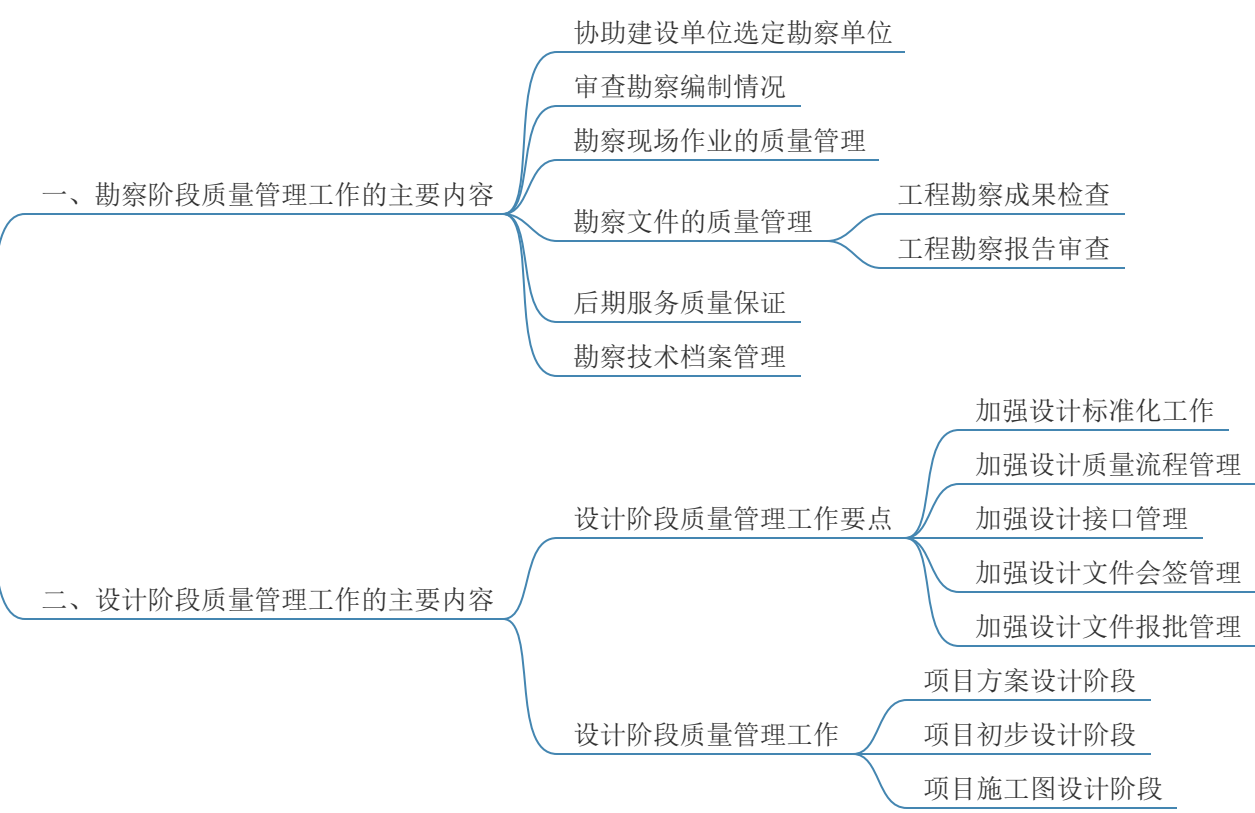 一、勘察阶段质量管理工作的主要内容
协助建设单位选定勘察单位
审查勘察编制情况
勘察现场作业的质量管理
勘察文件的质量管理
工程勘察成果检查
工程勘察报告审查
后期服务质量保证
勘察技术档案管理
二、设计阶段质量管理工作的主要内容
设计阶段质量管理工作要点
加强设计标准化工作
加强设计质量流程管理
加强设计接口管理
加强设计文件会签管理
加强设计文件报批管理
设计阶段质量管理工作
项目方案设计阶段
项目初步设计阶段
项目施工图设计阶段